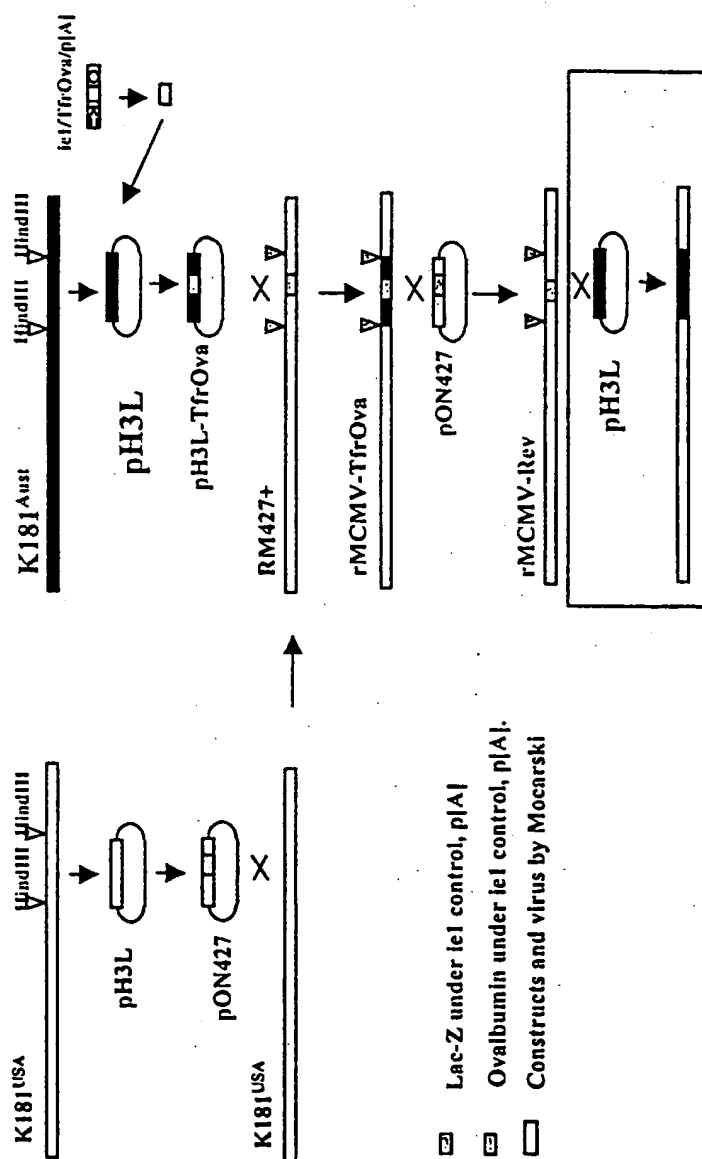 K181USA
HindIII HindIII
pH3L
pON427
K181USA
Lac-Z under ie1 control, p[A]
Ovalbumin under ie1 control, p[A].
Constructs and virus by Mocarski
K181Aust
HindIII HindIII
ie1/TfrOva/p[A]
pH3L
pH3L-TfrOva
RM427+
rMCMV-TfrOva
pON427
rMCMV-Rev
pH3L